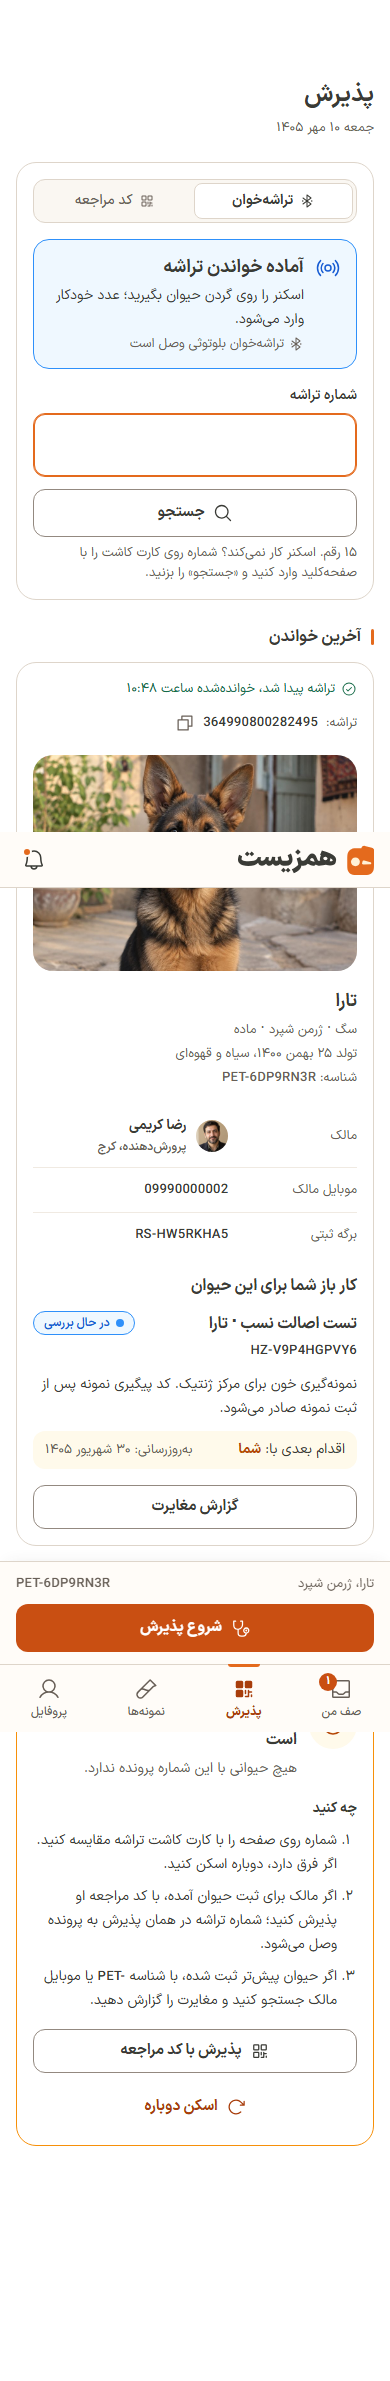 پذیرش
جمعه ۱۰ مهر ۱۴۰۵
تراشه‌خوان
کد مراجعه
آماده خواندن تراشه
اسکنر را روی گردن حیوان بگیرید؛ عدد خودکار
وارد می‌شود.
تراشه‌خوان بلوتوثی وصل است
شماره تراشه
جستجو
۱۵ رقم. اسکنر کار نمی‌کند؟ شماره روی کارت کاشت را با
صفحه‌کلید وارد کنید و «جستجو» را بزنید.
آخرین خواندن
تراشه پیدا شد، خوانده‌شده ساعت ۱۰:۴۸
تراشه: 364990800282495
همزیست
تارا
سگ · ژرمن شپرد · ماده
تولد ۲۵ بهمن ۱۴۰۰، سیاه و قهوه‌ای
شناسه: PET-6DP9RN3R
مالک
رضا کریمی
پرورش‌دهنده، کرج
موبایل مالک
09990000002
برگه ثبتی
RS-HW5RKHA5
کار باز شما برای این حیوان
تست اصالت نسب · تارا
در حال بررسی
HZ-V9P4HGPVY6
نمونه‌گیری خون برای مرکز ژنتیک. کد پیگیری نمونه پس از
ثبت نمونه صادر می‌شود.
اقدام بعدی با: شما
به‌روزرسانی: ۳۰ شهریور ۱۴۰۵
گزارش مغایرت
تارا، ژرمن شپرد
PET-6DP9RN3R
شروع پذیرش
۱
صف من
پذیرش
نمونه‌ها
پروفایل
است
هیچ حیوانی با این شماره پرونده ندارد.
چه کنید
۱. شماره روی صفحه را با کارت کاشت تراشه مقایسه کنید.
اگر فرق دارد، دوباره اسکن کنید.
۲. اگر مالک برای ثبت حیوان آمده، با کد مراجعه او
پذیرش کنید؛ شماره تراشه در همان پذیرش به پرونده
وصل می‌شود.
۳. اگر حیوان پیش‌تر ثبت شده، با شناسه PET-‎ یا موبایل
مالک جستجو کنید و مغایرت را گزارش دهید.
پذیرش با کد مراجعه
اسکن دوباره